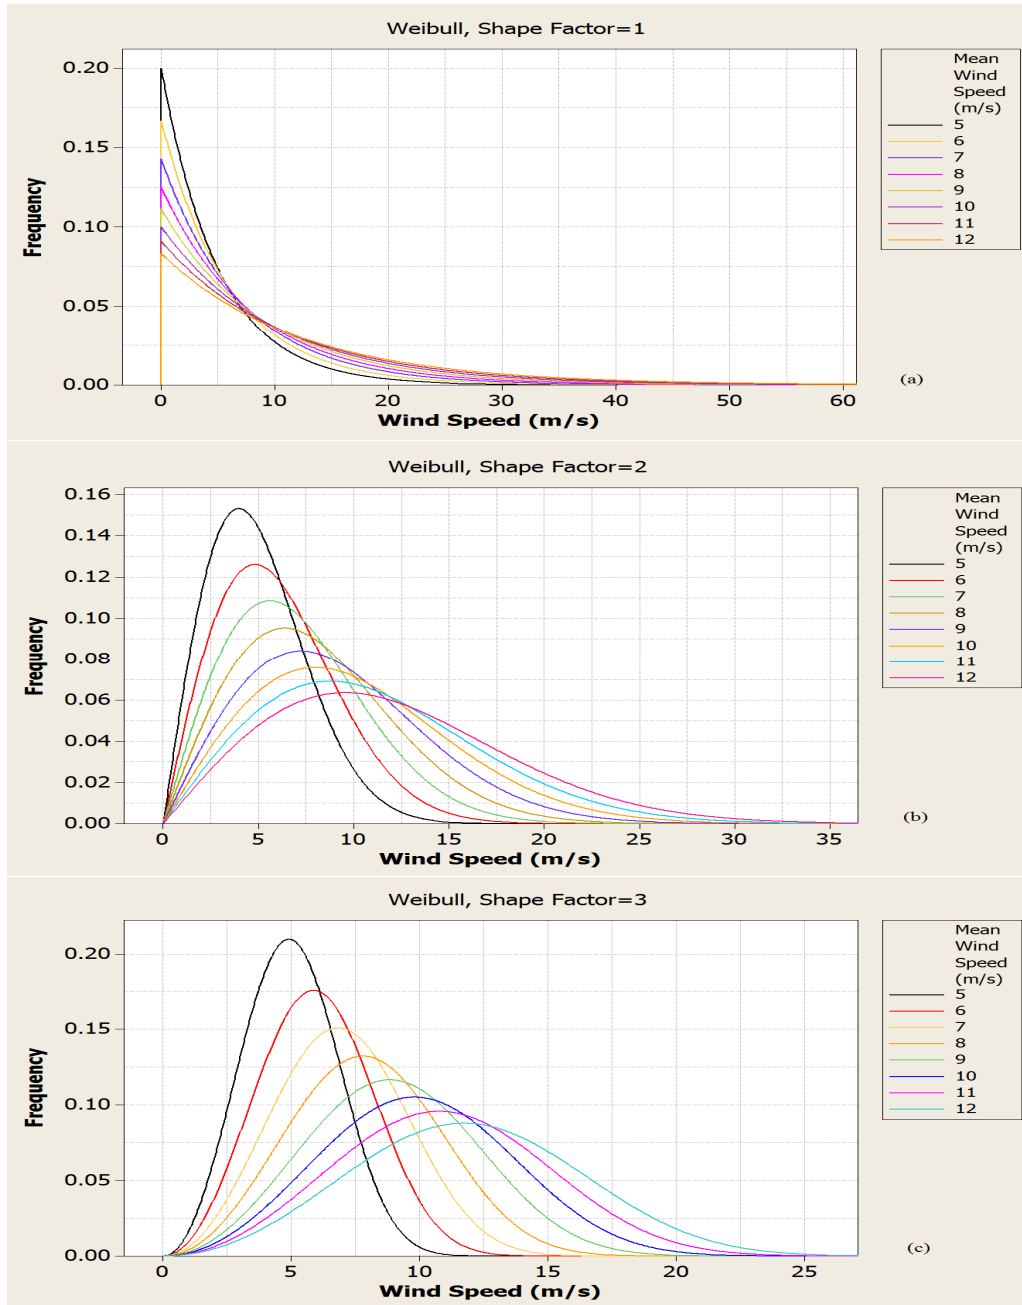 Weibull, Shape Factor=1
0.20
0.15
0.10
0.05
0.00
Frequency
0 10 20 30 40 50 60
Wind Speed (m/s)
Mean
Wind
Speed
(m/s)
5
6
7
8
9
10
11
12
(a)
Weibull, Shape Factor=2
0.16
0.14
0.12
0.10
0.08
0.06
0.04
0.02
0.00
Frequency
0 5 10 15 20 25 30 35
Wind Speed (m/s)
Mean
Wind
Speed
(m/s)
5
6
7
8
9
10
11
12
(b)
Weibull, Shape Factor=3
0.20
0.15
0.10
0.05
0.00
Frequency
0 5 10 15 20 25
Wind Speed (m/s)
Mean
Wind
Speed
(m/s)
5
6
7
8
9
10
11
12
(c)